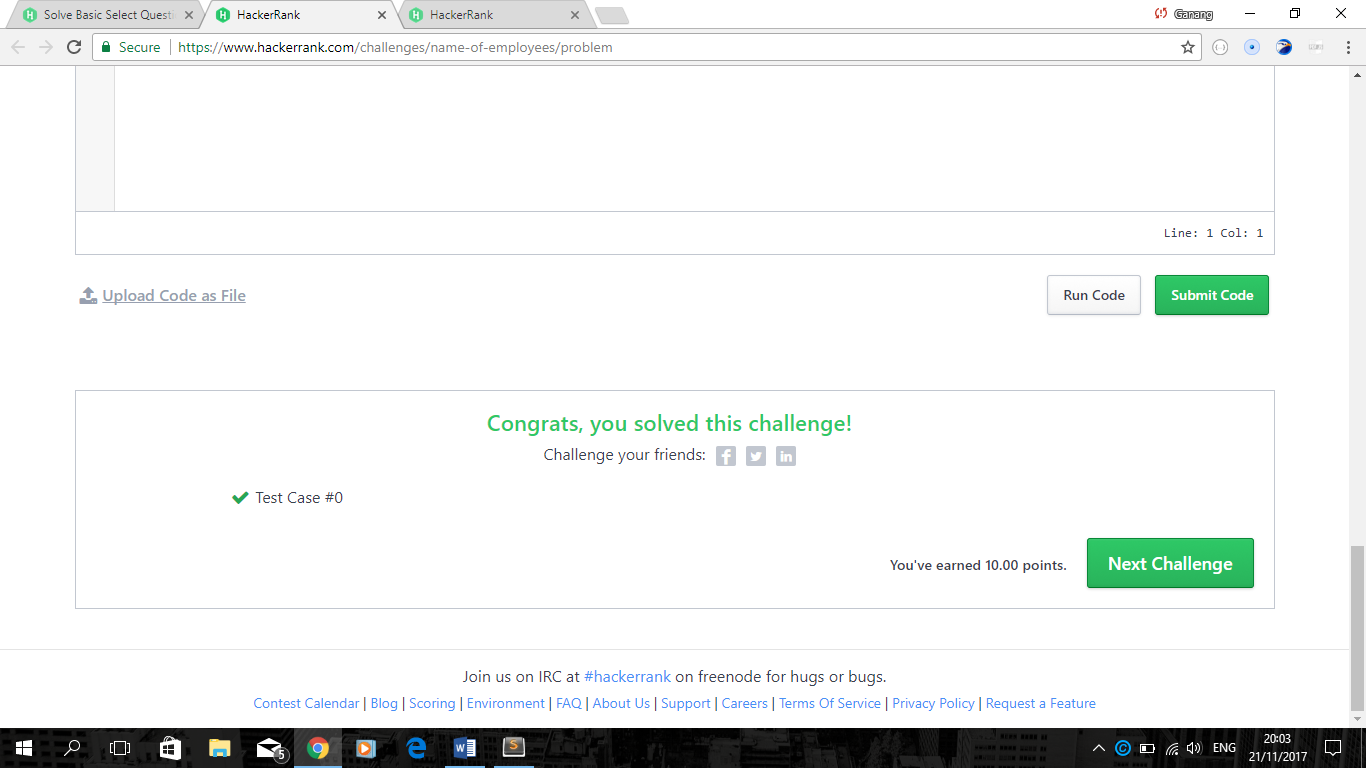 Solve Basic Select Questi
HackerRank
HackerRank
Ganang
Secure
https://www.hackerrank.com/challenges/name-of-employees/problem
Line: 1 Col: 1
Upload Code as File
Run Code
Submit Code
Congrats, you solved this challenge!
Challenge your friends:
Test Case #0
You've earned 10.00 points.
Next Challenge
Join us on IRC at #hackerrank on freenode for hugs or bugs.
Contest Calendar | Blog | Scoring | Environment | FAQ | About Us | Support | Careers | Terms Of Service | Privacy Policy | Request a Feature
5
ENG
20:03
21/11/2017